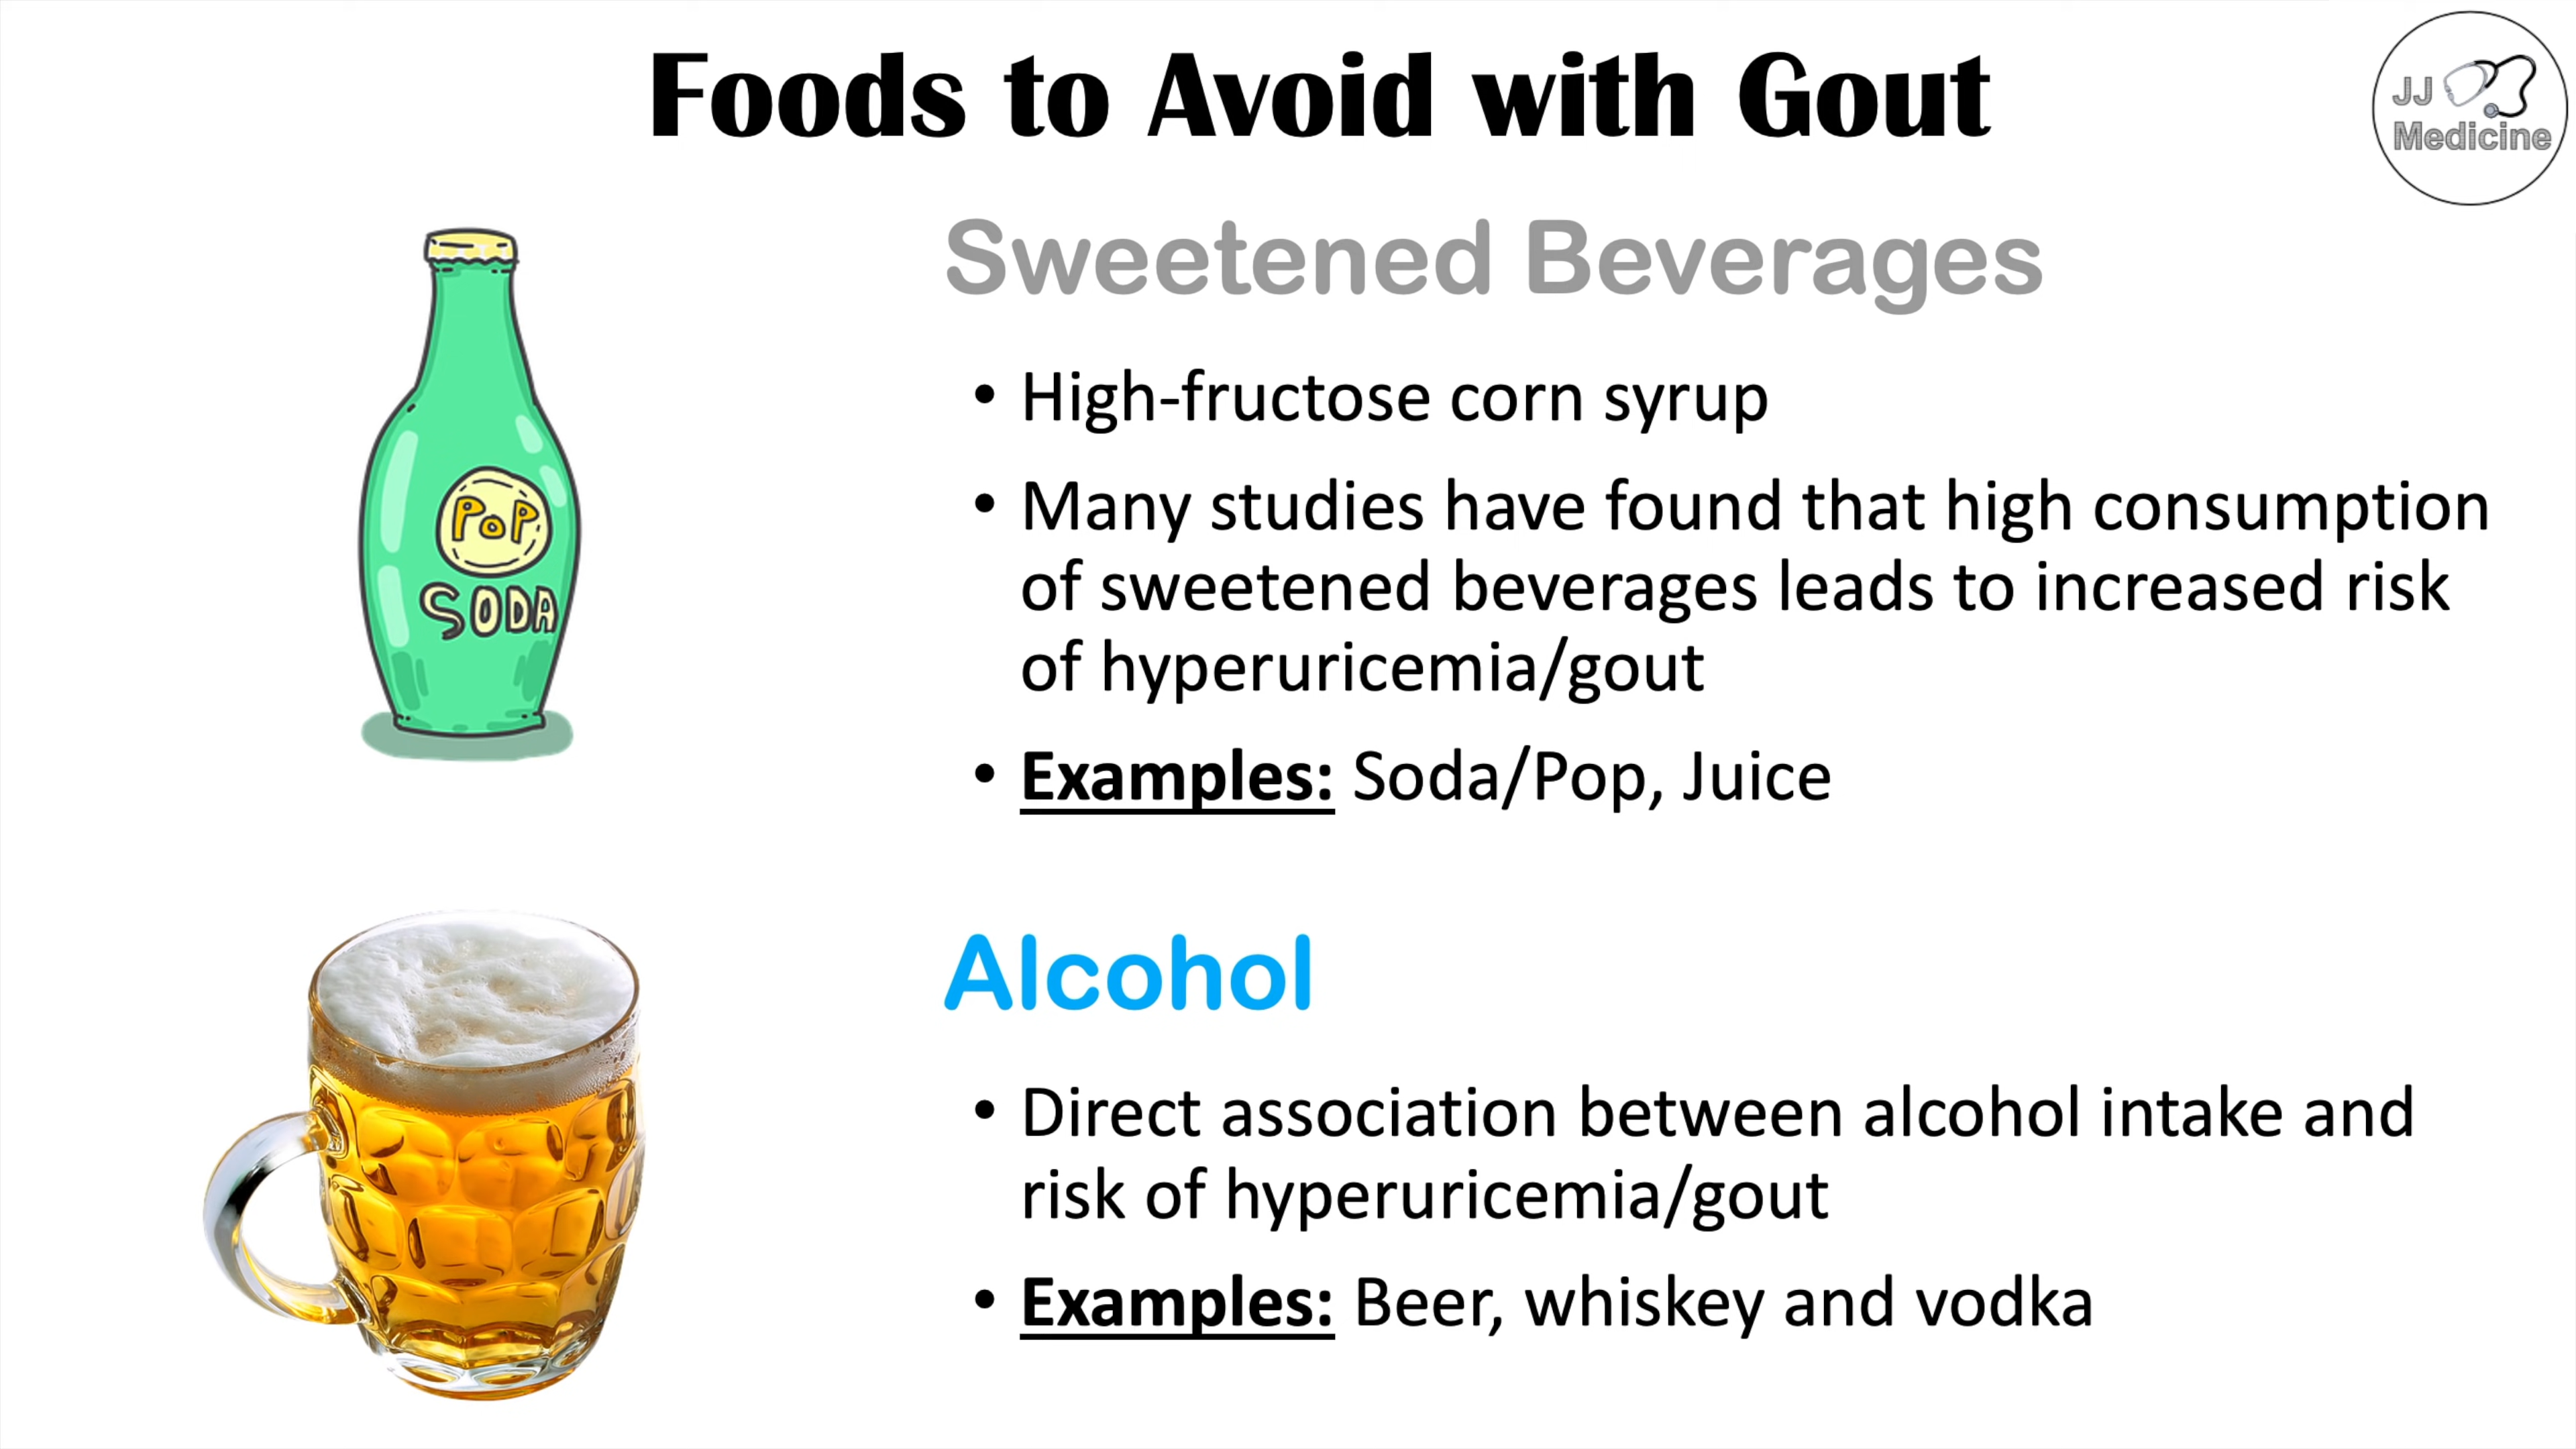 Foods to Avoid with Gout
JJ
Medicine
Sweetened Beverages
• High-fructose corn syrup
• Many studies have found that high consumption
of sweetened beverages leads to increased risk
of hyperuricemia/gout
• Examples: Soda/Pop, Juice
POP
SODA
Alcohol
• Direct association between alcohol intake and
risk of hyperuricemia/gout
• Examples: Beer, whiskey and vodka